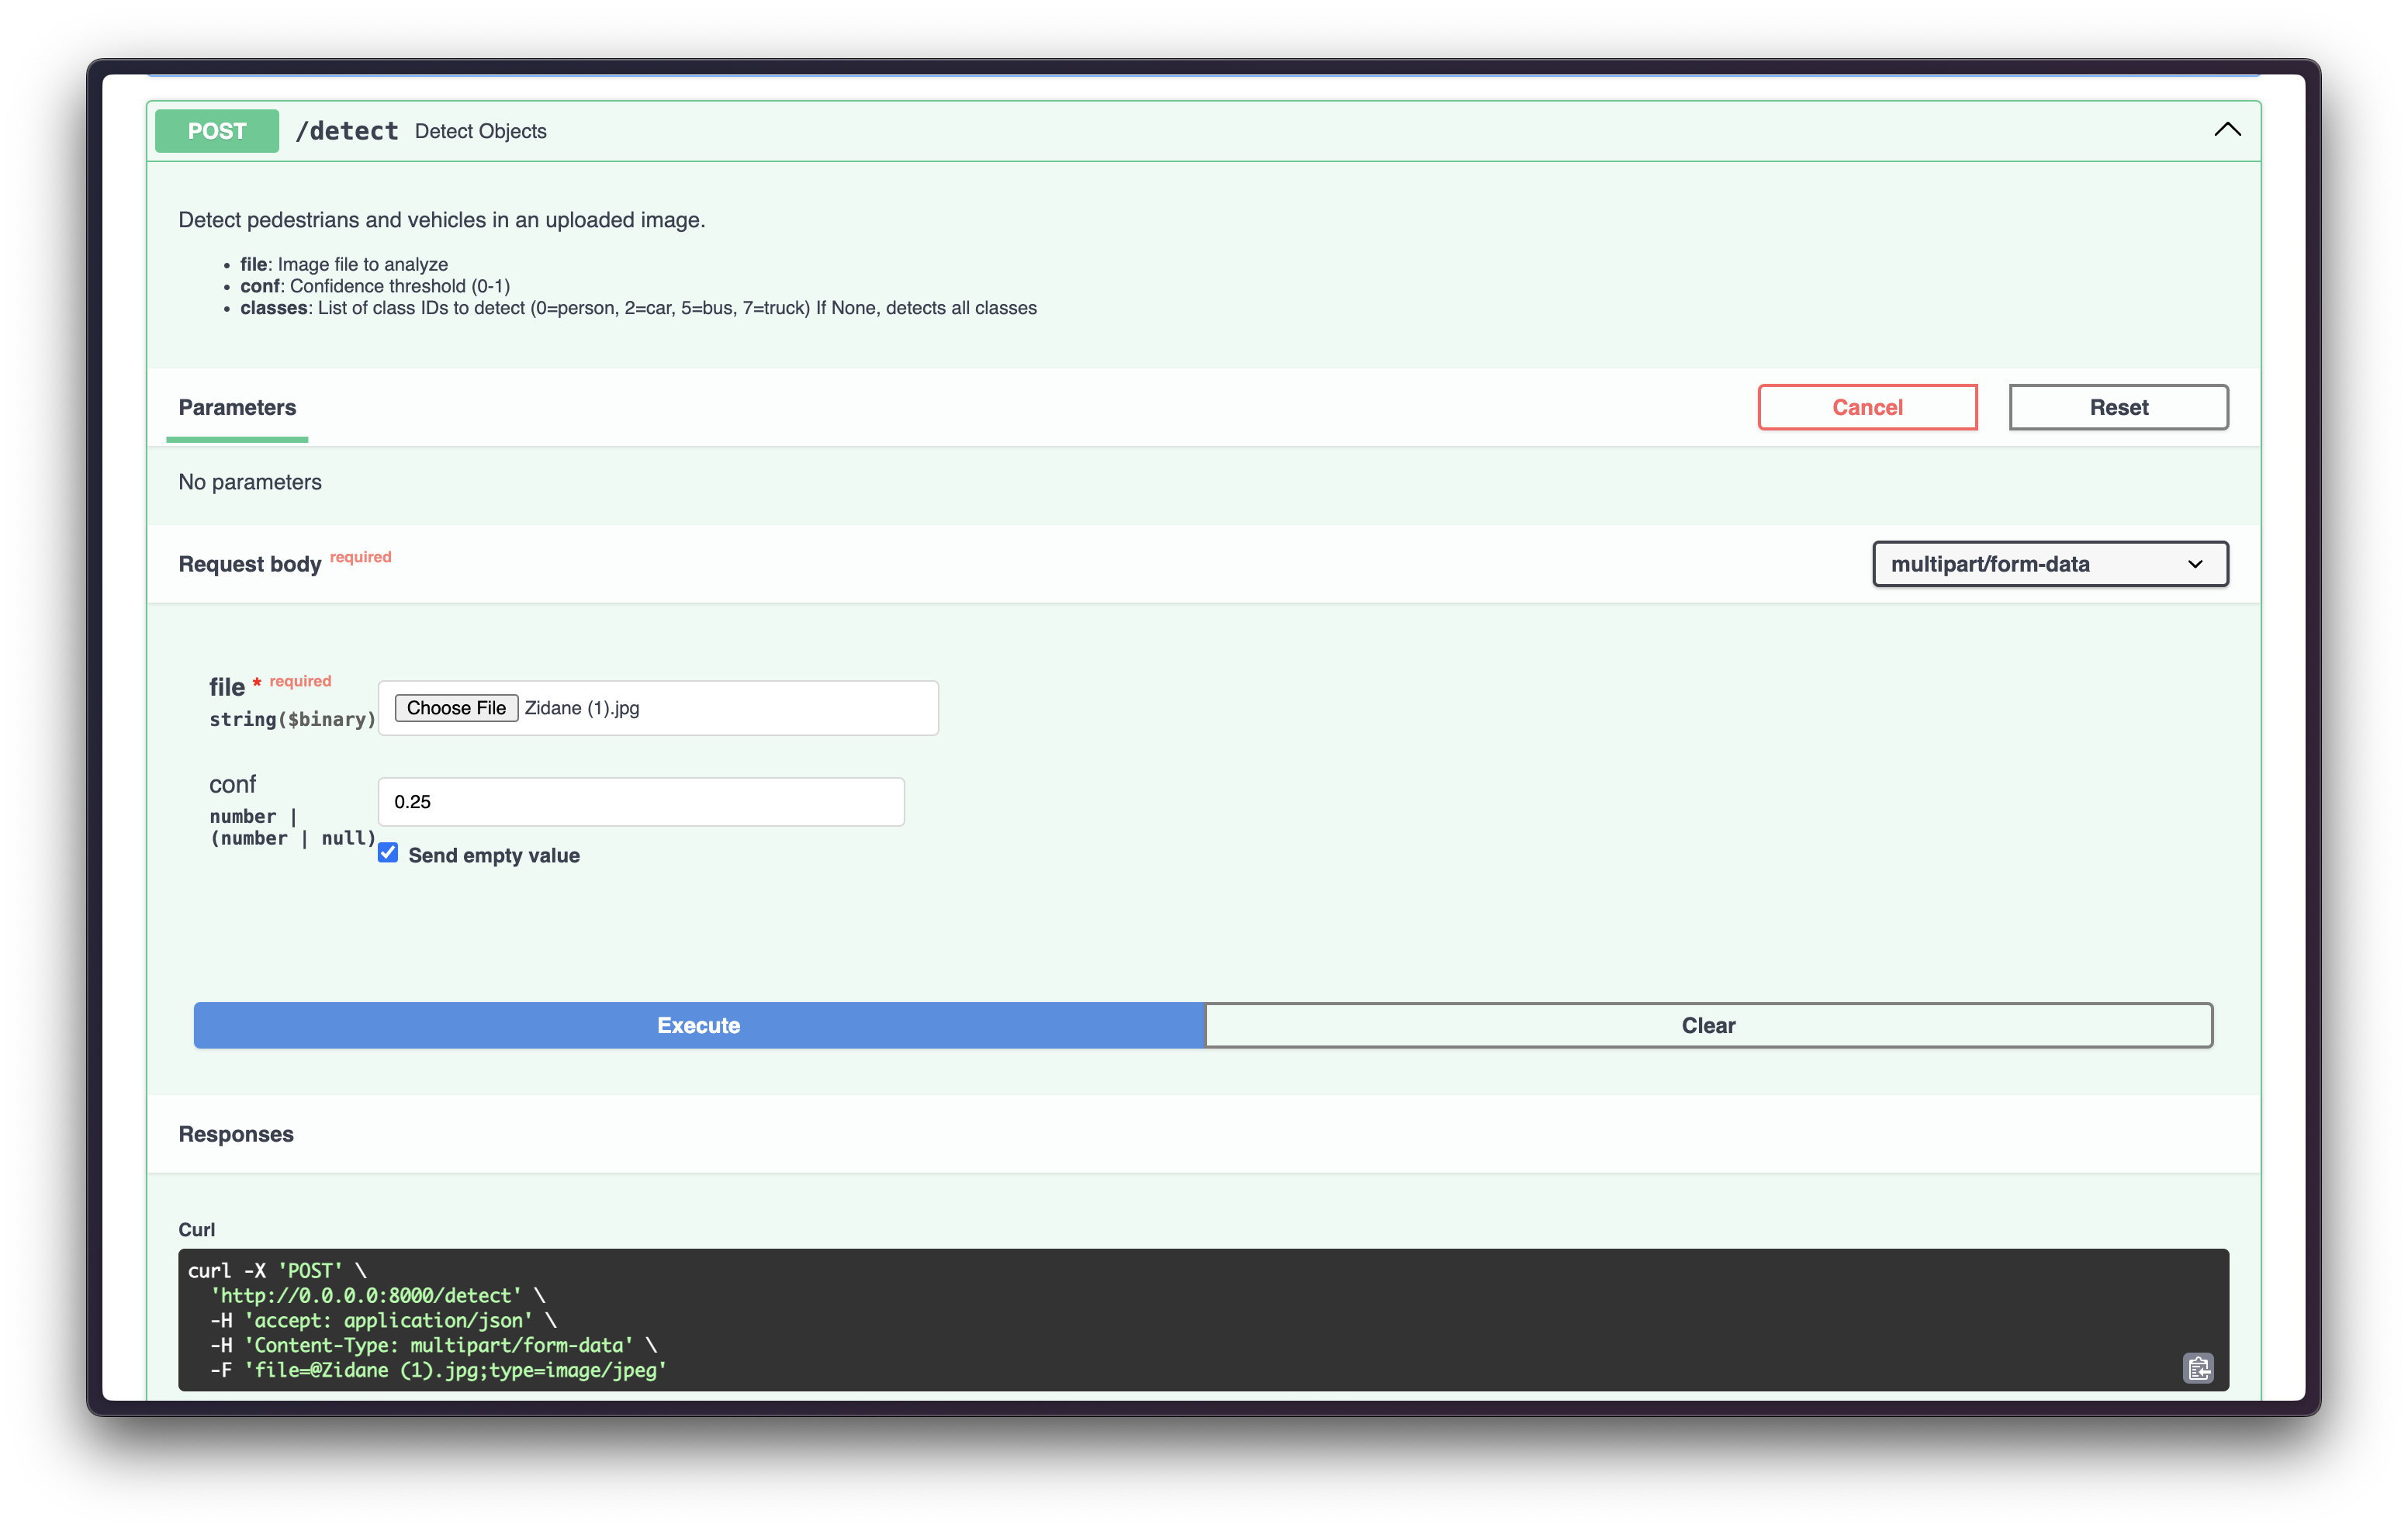 POST /detect Detect Objects
Detect pedestrians and vehicles in an uploaded image.
• file: Image file to analyze
• conf: Confidence threshold (0-1)
• classes: List of class IDs to detect (0=person, 2=car, 5=bus, 7=truck) If None, detects all classes
Parameters
Cancel
Reset
No parameters
Request body required
multipart/form-data
file * required
string($binary)
Choose File Zidane (1).jpg
conf
number |
(number | null)
0.25
Send empty value
Execute
Clear
Responses
Curl
curl -X 'POST' \
  'http://0.0.0.0:8000/detect' \
  -H 'accept: application/json' \
  -H 'Content-Type: multipart/form-data' \
  -F 'file=@Zidane (1).jpg;type=image/jpeg'